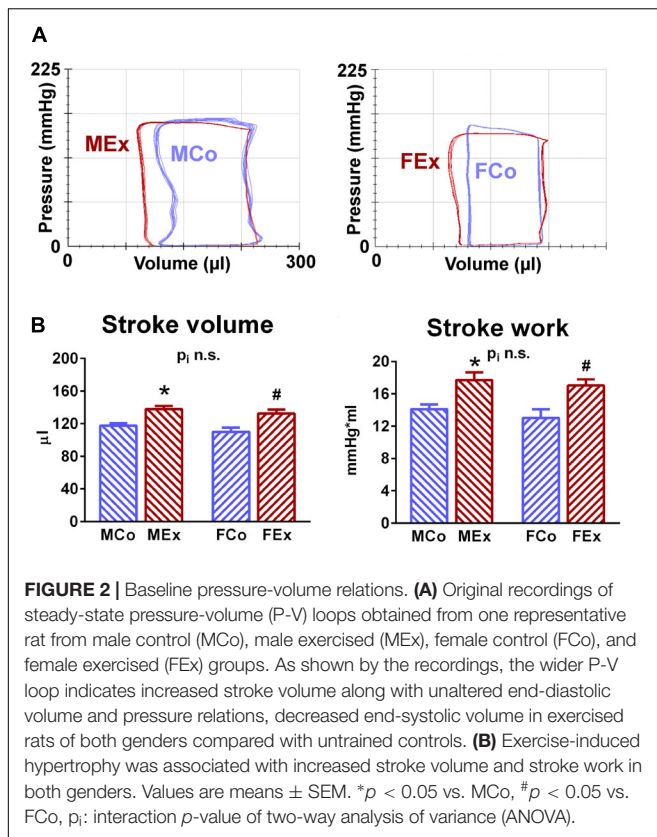 A
225
Pressure (mmHg)
MEx
MCo
0
0
Volume (µl)
300
225
Pressure (mmHg)
FEx
FCo
0
Volume (µl)
B
Stroke volume
p_i n.s.
200
160
120
80
40
0
µl
*
#
MCo MEx FCo FEx
Stroke work
p_i n.s.
20
16
12
8
4
0
mmHg*ml
*
#
MCo MEx FCo FEx
FIGURE 2 | Baseline pressure-volume relations. (A) Original recordings of
steady-state pressure-volume (P-V) loops obtained from one representative
rat from male control (MCo), male exercised (MEx), female control (FCo), and
female exercised (FEx) groups. As shown by the recordings, the wider P-V
loop indicates increased stroke volume along with unaltered end-diastolic
volume and pressure relations, decreased end-systolic volume in exercised
rats of both genders compared with untrained controls. (B) Exercise-induced
hypertrophy was associated with increased stroke volume and stroke work in
both genders. Values are means ± SEM. *p < 0.05 vs. MCo, #p < 0.05 vs.
FCo, p_i: interaction p-value of two-way analysis of variance (ANOVA).